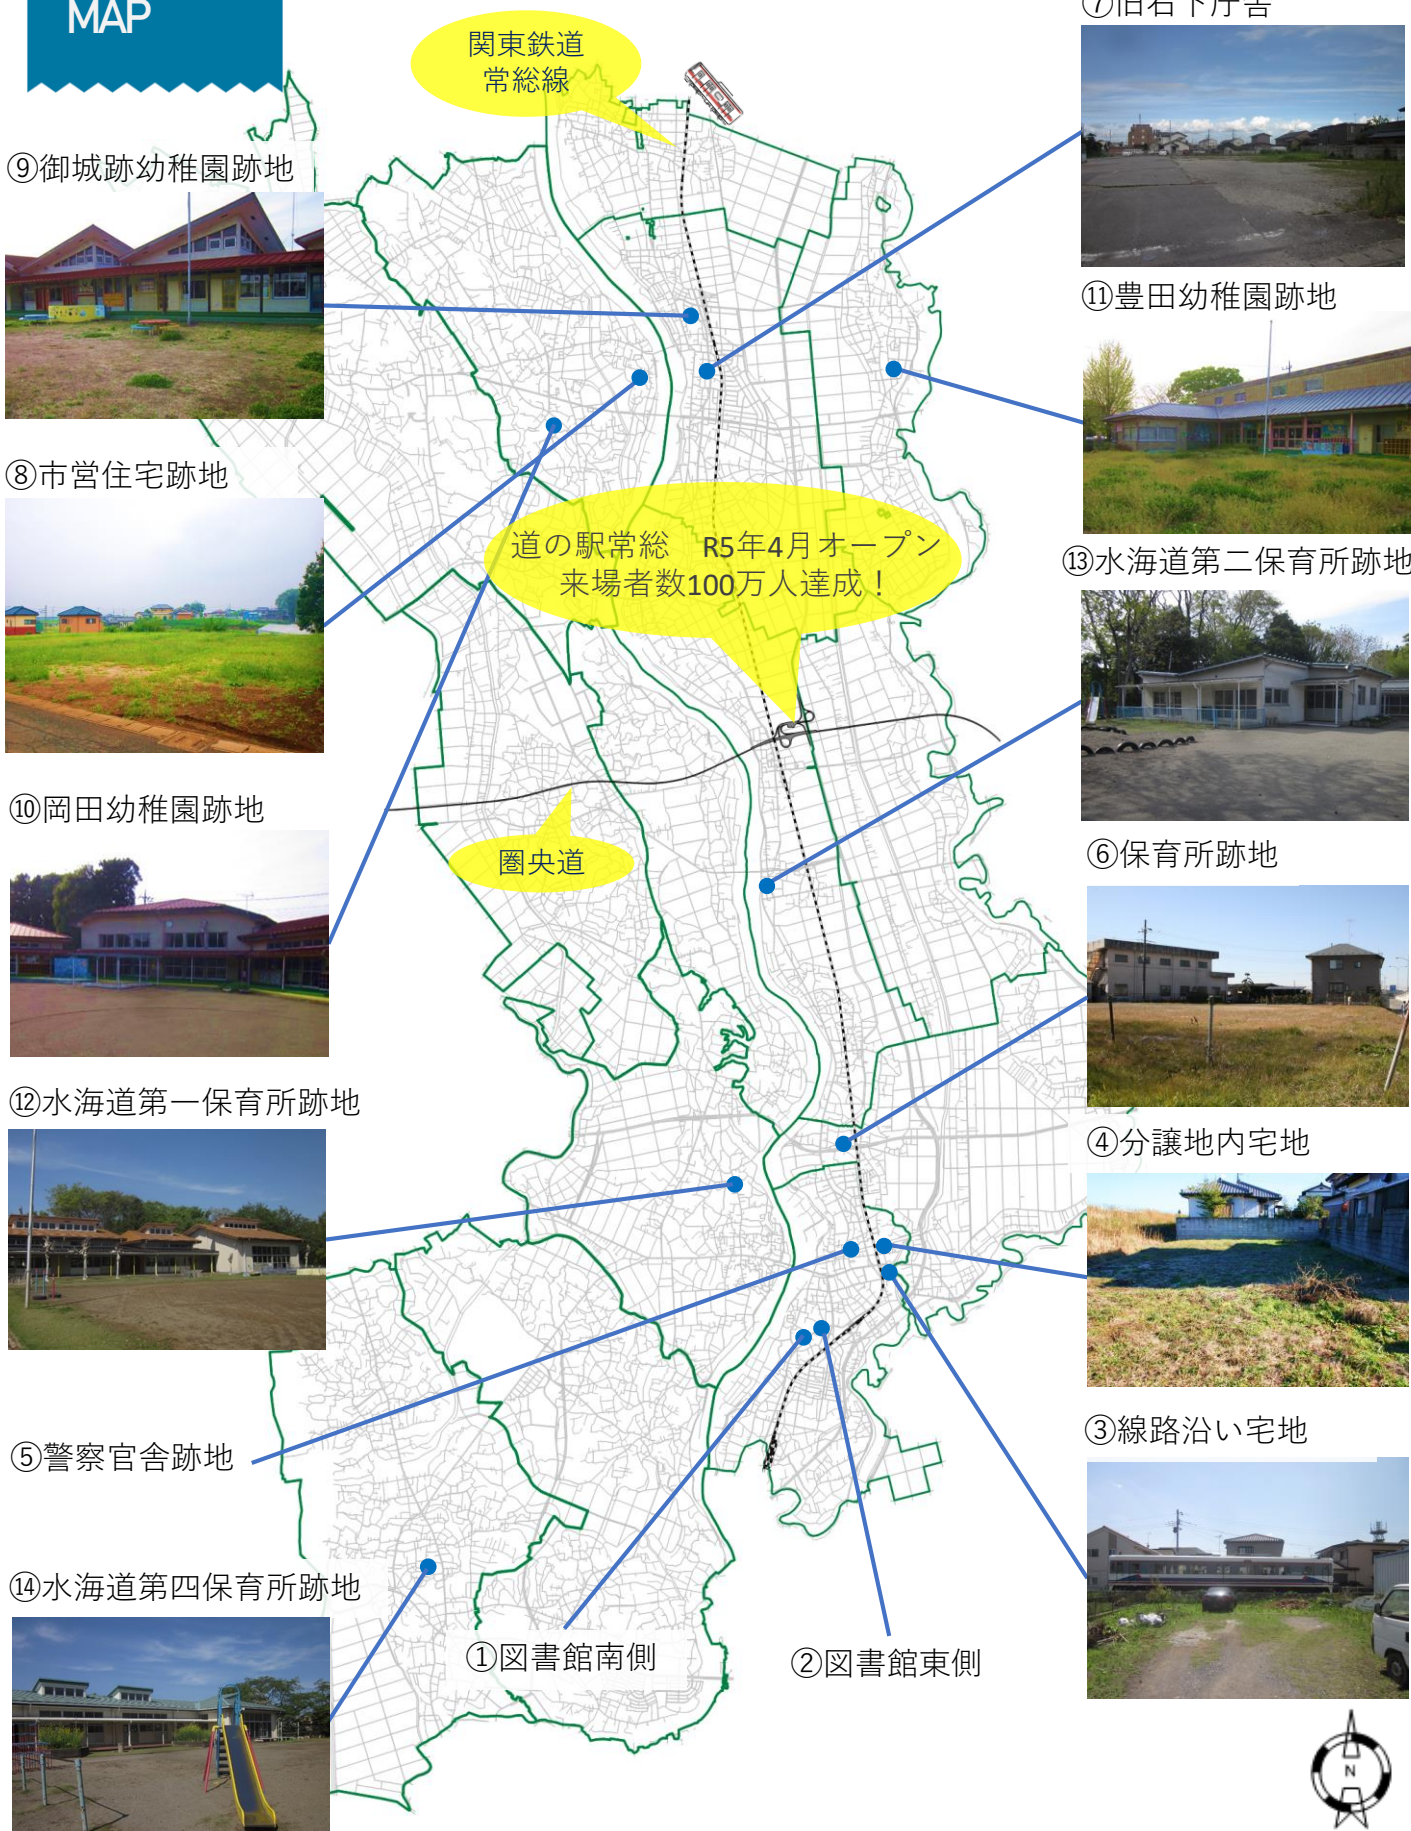 MAP
関東鉄道
常総線
⑦旧石下庁舎
⑨御城跡幼稚園跡地
⑪豊田幼稚園跡地
⑧市営住宅跡地
道の駅常総　R5年4月オープン
来場者数100万人達成！
⑬水海道第二保育所跡地
⑩岡田幼稚園跡地
圏央道
⑥保育所跡地
⑫水海道第一保育所跡地
④分譲地内宅地
⑤警察官舎跡地
③線路沿い宅地
⑭水海道第四保育所跡地
①図書館南側
②図書館東側
N